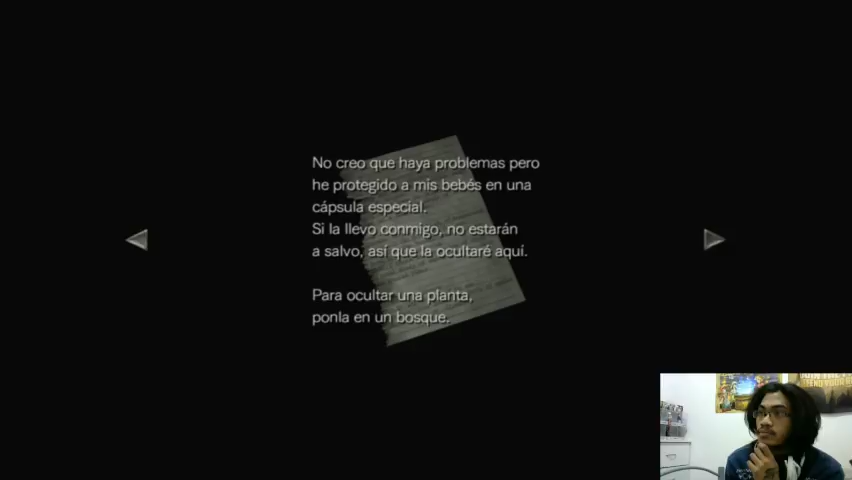 No creo que haya problemas pero
he protegido a mis bebés en una
cápsula especial.
Si la llevo conmigo, no estarán
a salvo, así que la ocultaré aquí.
Para ocultar una planta,
ponla en un bosque.